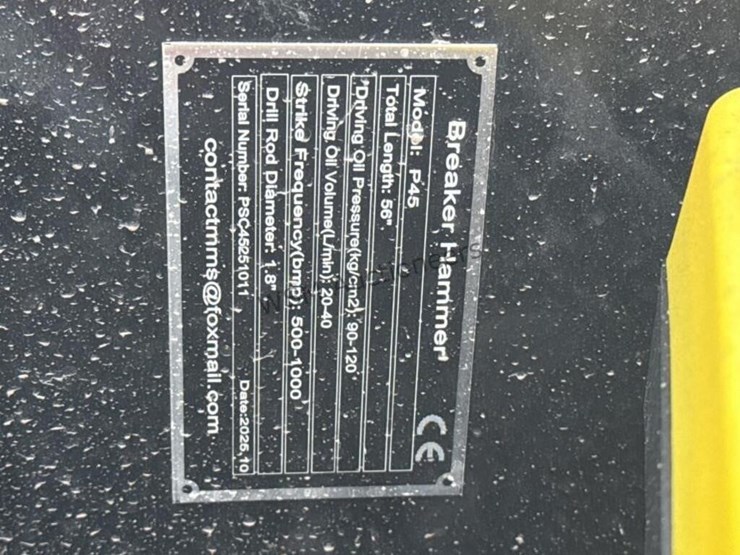 Breaker Hammer
CE
Model: P45
Total Length: 56"
Driving Oil Pressure(kg/cm2): 90-120
Driving Oil Volume(L/min): 20-40
Strike Frequency(bmp): 500-1000
Drill Rod Diameter: 1.8"
Serial Number: PSC45251011 Date:2025.10
contactmms@foxmail.com